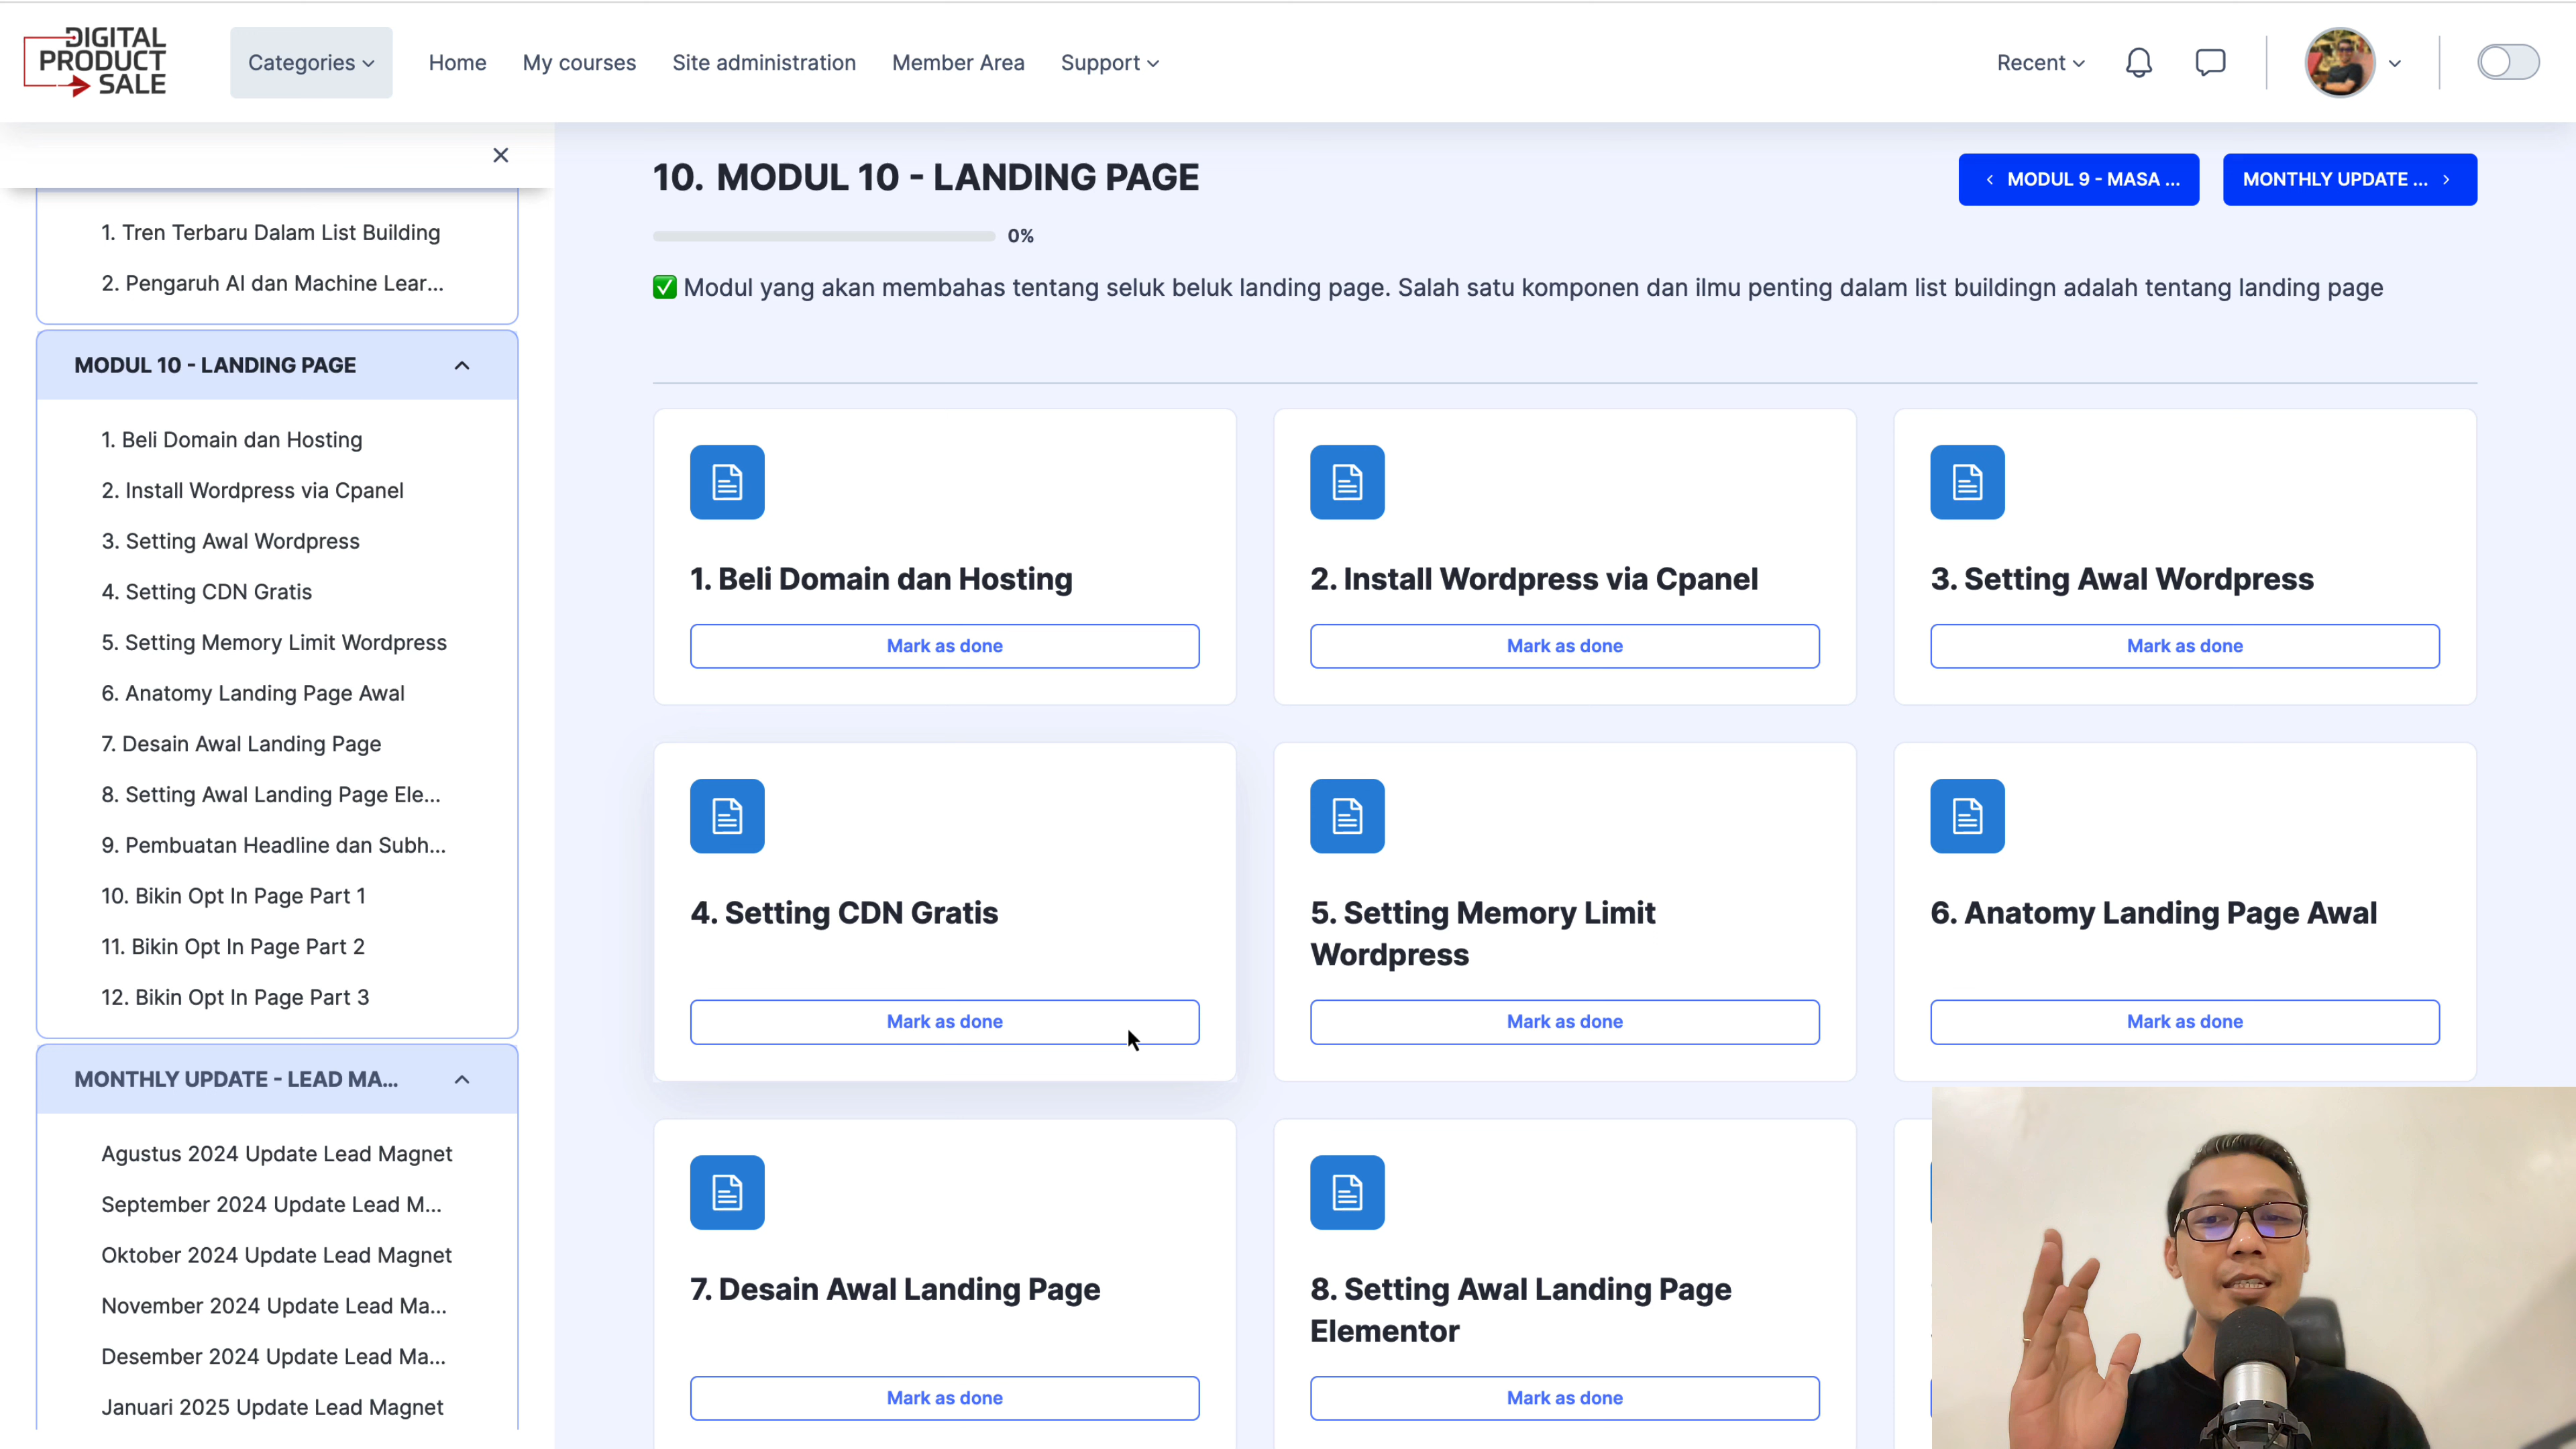 DIGITAL
PRODUCT
SALE
Categories
Home
My courses
Site administration
Member Area
Support
Recent
1. Tren Terbaru Dalam List Building
2. Pengaruh AI dan Machine Lear...
MODUL 10 - LANDING PAGE
1. Beli Domain dan Hosting
2. Install Wordpress via Cpanel
3. Setting Awal Wordpress
4. Setting CDN Gratis
5. Setting Memory Limit Wordpress
6. Anatomy Landing Page Awal
7. Desain Awal Landing Page
8. Setting Awal Landing Page Ele...
9. Pembuatan Headline dan Subh...
10. Bikin Opt In Page Part 1
11. Bikin Opt In Page Part 2
12. Bikin Opt In Page Part 3
MONTHLY UPDATE - LEAD MA...
Agustus 2024 Update Lead Magnet
September 2024 Update Lead M...
Oktober 2024 Update Lead Magnet
November 2024 Update Lead Ma...
Desember 2024 Update Lead Ma...
Januari 2025 Update Lead Magnet
10. MODUL 10 - LANDING PAGE
MODUL 9 - MASA ...
MONTHLY UPDATE ...
0%
Modul yang akan membahas tentang seluk beluk landing page. Salah satu komponen dan ilmu penting dalam list buildingn adalah tentang landing page
1. Beli Domain dan Hosting
Mark as done
2. Install Wordpress via Cpanel
Mark as done
3. Setting Awal Wordpress
Mark as done
4. Setting CDN Gratis
Mark as done
5. Setting Memory Limit
Wordpress
Mark as done
6. Anatomy Landing Page Awal
Mark as done
7. Desain Awal Landing Page
Mark as done
8. Setting Awal Landing Page
Elementor
Mark as done